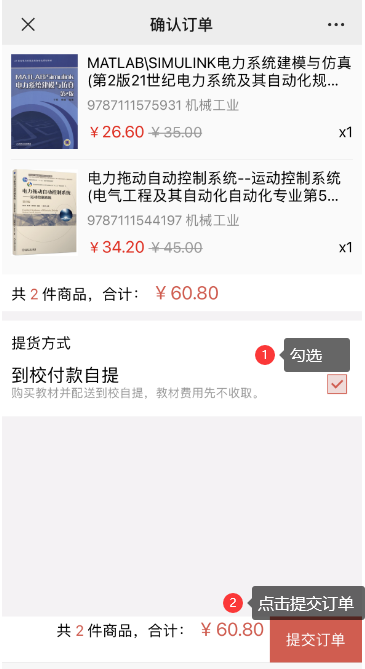 确认订单
MATLAB\SIMULINK电力系统建模与仿真
(第2版21世纪电力系统及其自动化规...
9787111575931 机械工业
￥26.60 ￥35.00 x1
电力拖动自动控制系统--运动控制系统
(电气工程及其自动化自动化专业第5...
9787111544197 机械工业
￥34.20 ￥45.00 x1
共 2 件商品，合计： ￥60.80
提货方式
1 勾选
到校付款自提
购买教材并配送到校自提，教材费用先不收取。
2 点击提交订单
共 2 件商品，合计： ￥60.80 提交订单